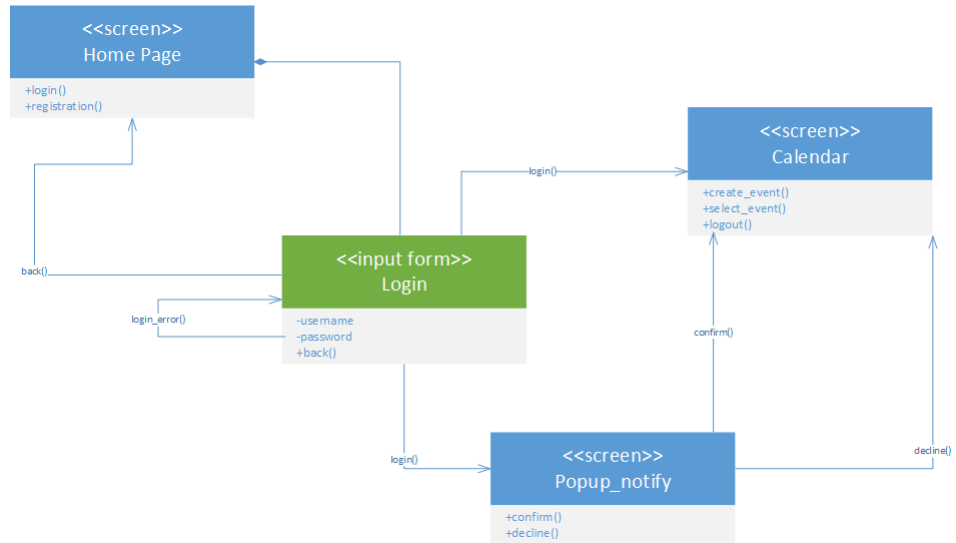 <<screen>>
Home Page
+login()
+registration()
<<screen>>
Calendar
+create_event()
+select_event()
+logout()
login()
<<input form>>
Login
-username
-password
+back()
back()
login_error()
confirm()
login()
<<screen>>
Popup_notify
+confirm()
+decline()
decline()